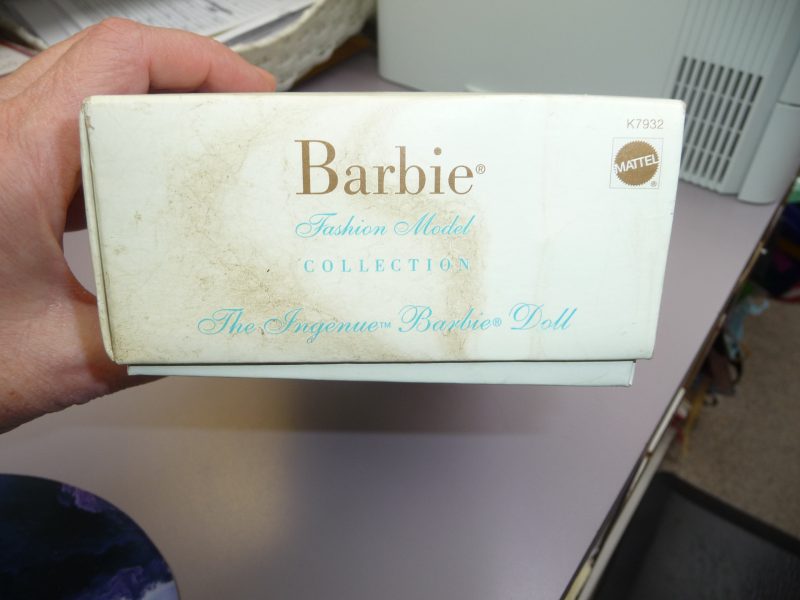 K7932
MATTEL
®
Barbie®
Fashion Model
COLLECTION
The Ingenue™ Barbie® Doll